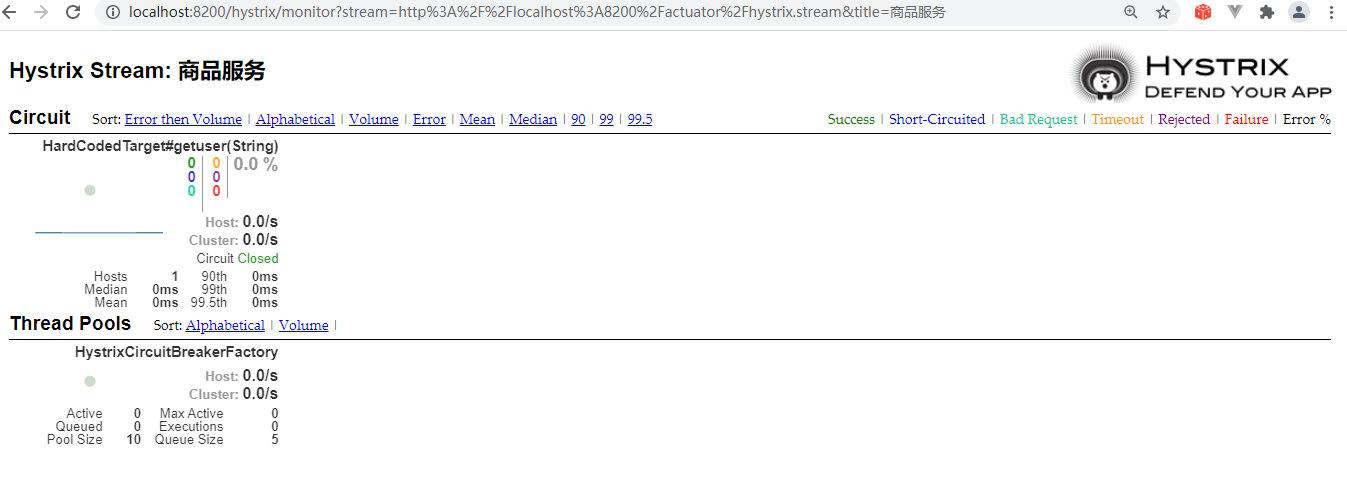 localhost:8200/hystrix/monitor?stream=http%3A%2F%2Flocalhost%3A8200%2Factuator%2Fhystrix.stream&title=商品服务
Hystrix Stream: 商品服务
HYSTRIX
DEFEND YOUR APP
Circuit Sort: Error then Volume | Alphabetical | Volume | Error | Mean | Median | 90 | 99 | 99.5
Success | Short-Circuited | Bad Request | Timeout | Rejected | Failure | Error %
HardCodedTarget#getuser(String)
0 0 0.0 %
0 0
0 0
Host: 0.0/s
Cluster: 0.0/s
Circuit Closed
Hosts 1 90th 0ms
Median 0ms 99th 0ms
Mean 0ms 99.5th 0ms
Thread Pools Sort: Alphabetical | Volume |
HystrixCircuitBreakerFactory
Host: 0.0/s
Cluster: 0.0/s
Active 0 Max Active 0
Queued 0 Executions 0
Pool Size 10 Queue Size 5